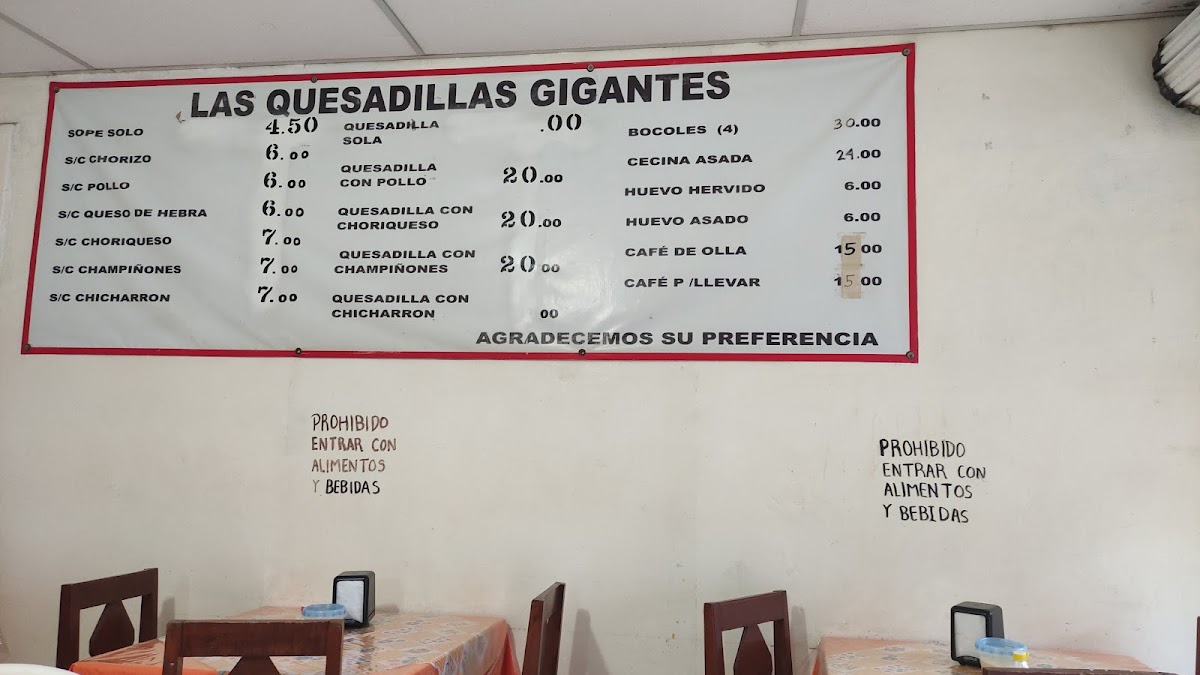 LAS QUESADILLAS GIGANTES
SOPE SOLO 4.50
S/C CHORIZO 6.00
S/C POLLO 6.00
S/C QUESO DE HEBRA 6.00
S/C CHORIQUESO 7.00
S/C CHAMPIÑONES 7.00
S/C CHICHARRON 7.00
QUESADILLA .00
SOLA
QUESADILLA
CON POLLO 20.00
QUESADILLA CON
CHORIQUESO 20.00
QUESADILLA CON
CHAMPIÑONES 20 00
QUESADILLA CON
CHICHARRON 00
BOCOLES (4) 30.00
CECINA ASADA 24.00
HUEVO HERVIDO 6.00
HUEVO ASADO 6.00
CAFÉ DE OLLA 15 00
CAFÉ P /LLEVAR 15 00
AGRADECEMOS SU PREFERENCIA
PROHIBIDO
ENTRAR CON
ALIMENTOS
Y BEBIDAS
PROHIBIDO
ENTRAR CON
ALIMENTOS
Y BEBIDAS